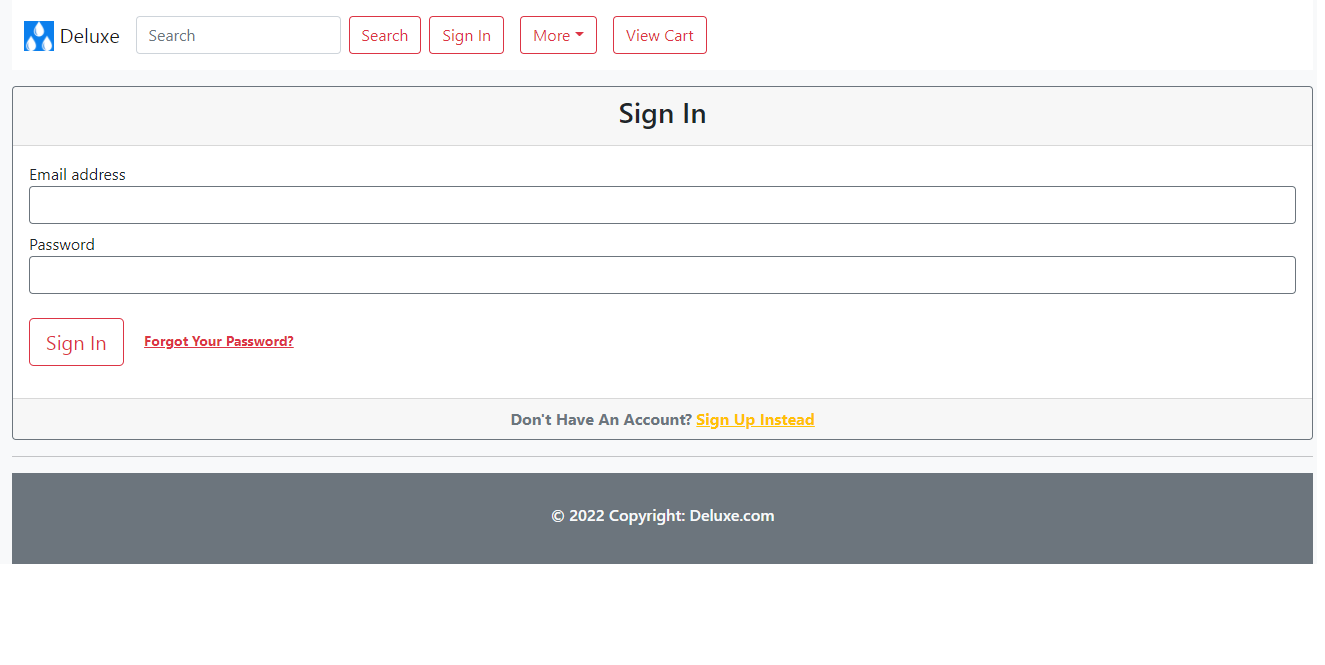 Deluxe Search Search Sign In More View Cart
Sign In
Email address
Password
Sign In Forgot Your Password?
Don't Have An Account? Sign Up Instead
© 2022 Copyright: Deluxe.com